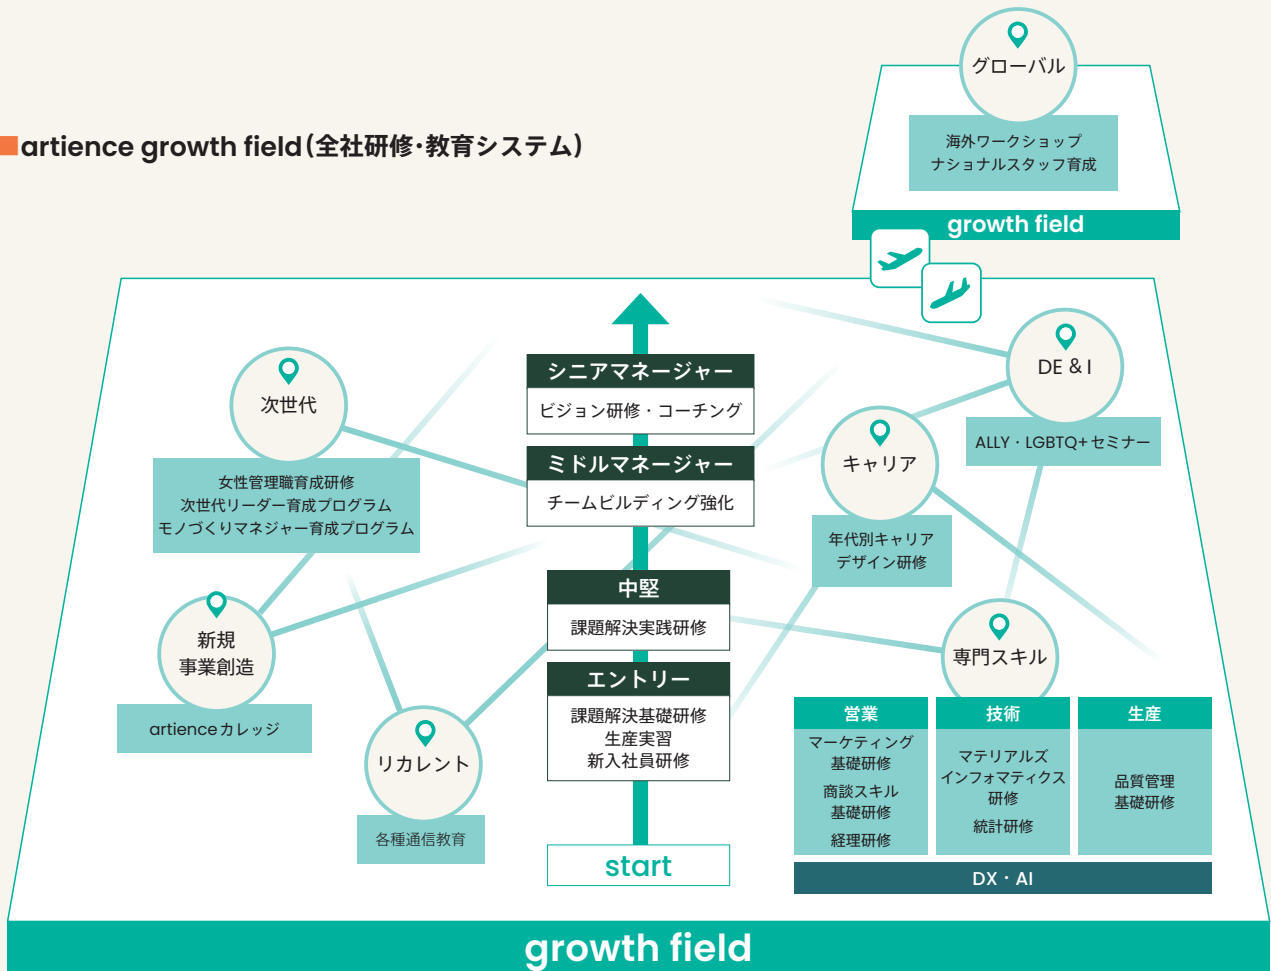 artience growth field(全社研修・教育システム)
グローバル
海外ワークショップ
ナショナルスタッフ育成
growth field
シニアマネージャー
ビジョン研修・コーチング
ミドルマネージャー
チームビルディング強化
中堅
課題解決実践研修
エントリー
課題解決基礎研修
生産実習
新入社員研修
start
次世代
女性管理職育成研修
次世代リーダー育成プログラム
モノづくりマネジャー育成プログラム
新規
事業創造
artienceカレッジ
リカレント
各種通信教育
DE & I
ALLY・LGBTQ+セミナー
キャリア
年代別キャリア
デザイン研修
専門スキル
営業
マーケティング
基礎研修
商談スキル
基礎研修
経理研修
技術
マテリアルズ
インフォマティクス
研修
統計研修
生産
品質管理
基礎研修
DX・AI
growth field